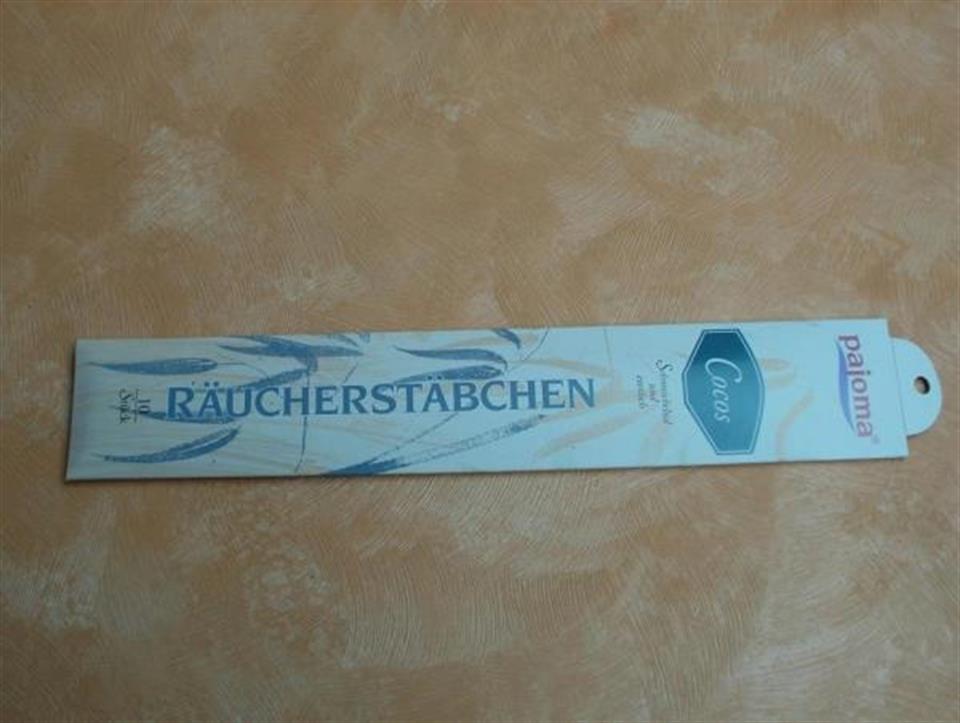 pajoma®
Cocos
RÄUCHERSTÄBCHEN
10
Stück